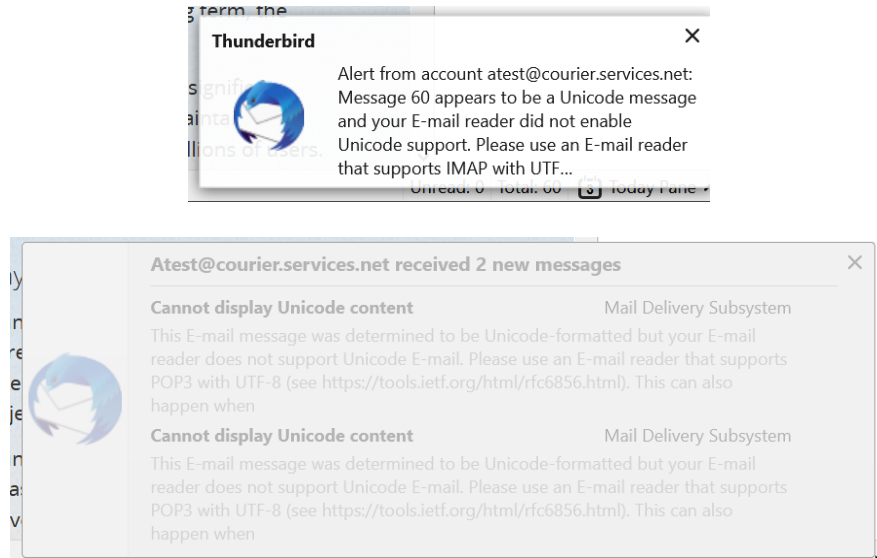 g term, the
Thunderbird
Alert from account atest@courier.services.net:
Message 60 appears to be a Unicode message
and your E-mail reader did not enable
Unicode support. Please use an E-mail reader
that supports IMAP with UTF...
signifi
llions of users.
Unread: 0 Total: 60 Today Pane
Atest@courier.services.net received 2 new messages
Cannot display Unicode content Mail Delivery Subsystem
This E-mail message was determined to be Unicode-formatted but your E-mail
reader does not support Unicode E-mail. Please use an E-mail reader that supports
POP3 with UTF-8 (see https://tools.ietf.org/html/rfc6856.html). This can also
happen when
Cannot display Unicode content Mail Delivery Subsystem
This E-mail message was determined to be Unicode-formatted but your E-mail
reader does not support Unicode E-mail. Please use an E-mail reader that supports
POP3 with UTF-8 (see https://tools.ietf.org/html/rfc6856.html). This can also
happen when